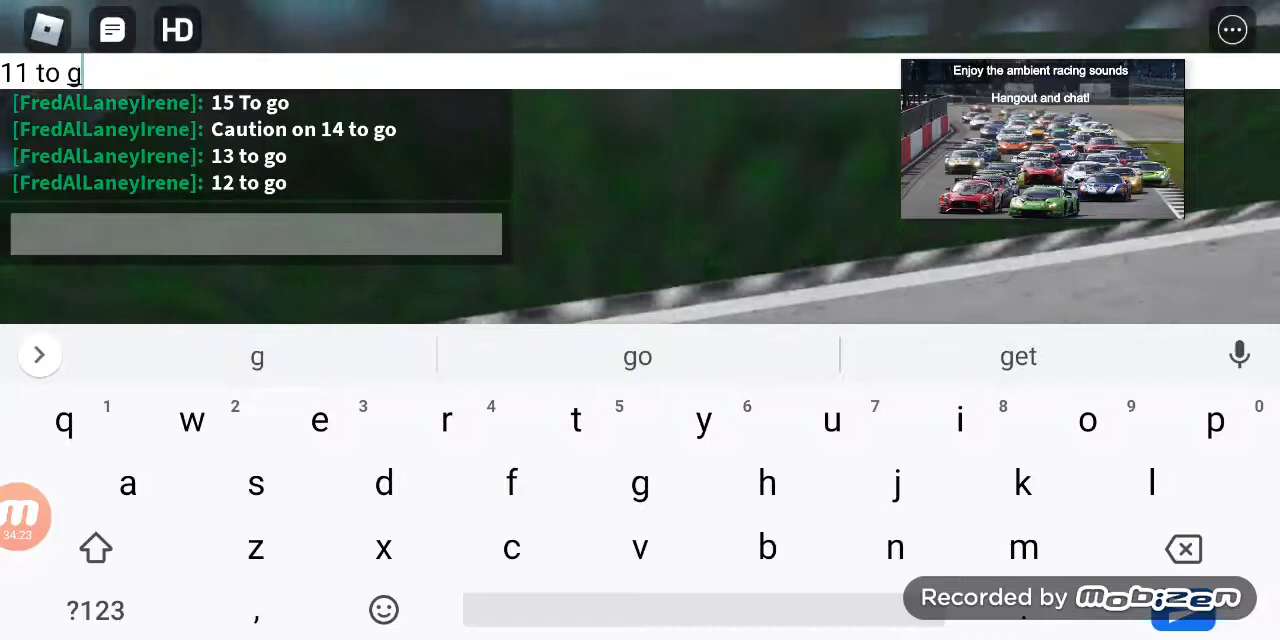 HD
11 to g
Enjoy the ambient racing sounds
Hangout and chat!
[FredAlLaneyIrene]: 15 To go
[FredAlLaneyIrene]: Caution on 14 to go
[FredAlLaneyIrene]: 13 to go
[FredAlLaneyIrene]: 12 to go
g go get
q 1 w 2 e 3 r 4 t 5 y 6 u 7 i 8 o 9 p 0
a s d f g h j k l
34:23
z x c v b n m
?123 , .
Recorded by mobizen